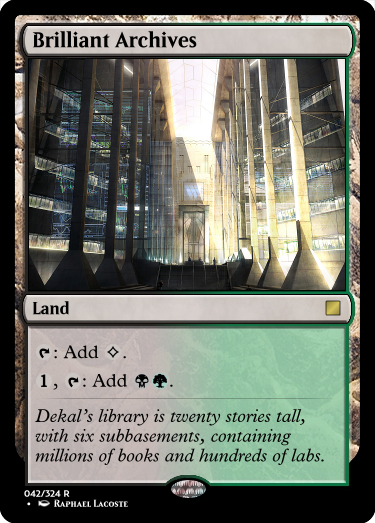 Brilliant Archives
Land
: Add .
1 , : Add .
Dekal's library is twenty stories tall,
with six subbasements, containing
millions of books and hundreds of labs.
042/324 R
• Raphael Lacoste